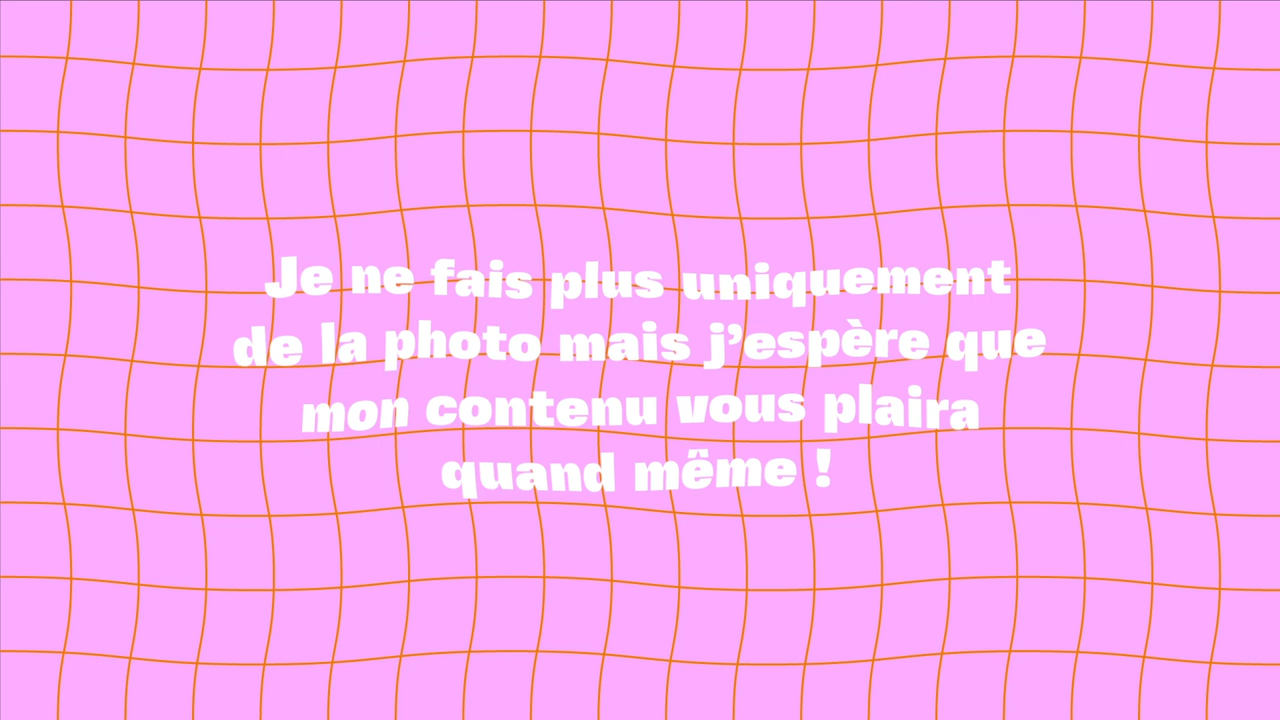 Je ne fais plus uniquement
de la photo mais j’espère que
mon contenu vous plaira
quand même !